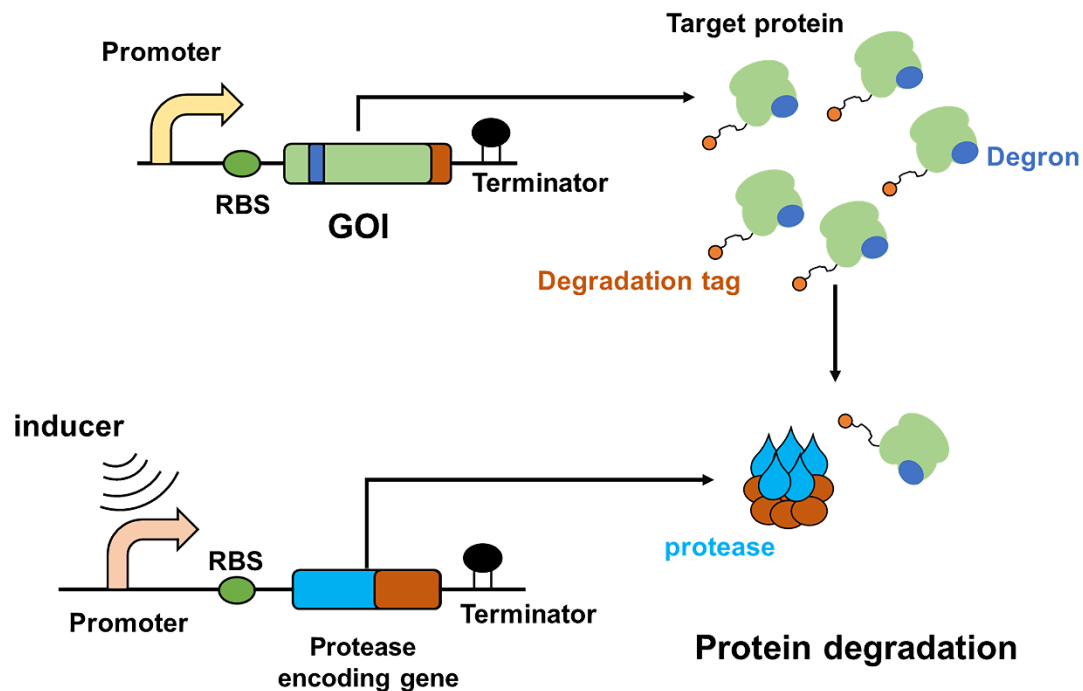 Promoter
RBS
GOI
Terminator
Target protein
Degron
Degradation tag
inducer
Promoter
RBS
Protease
encoding gene
Terminator
protease
Protein degradation